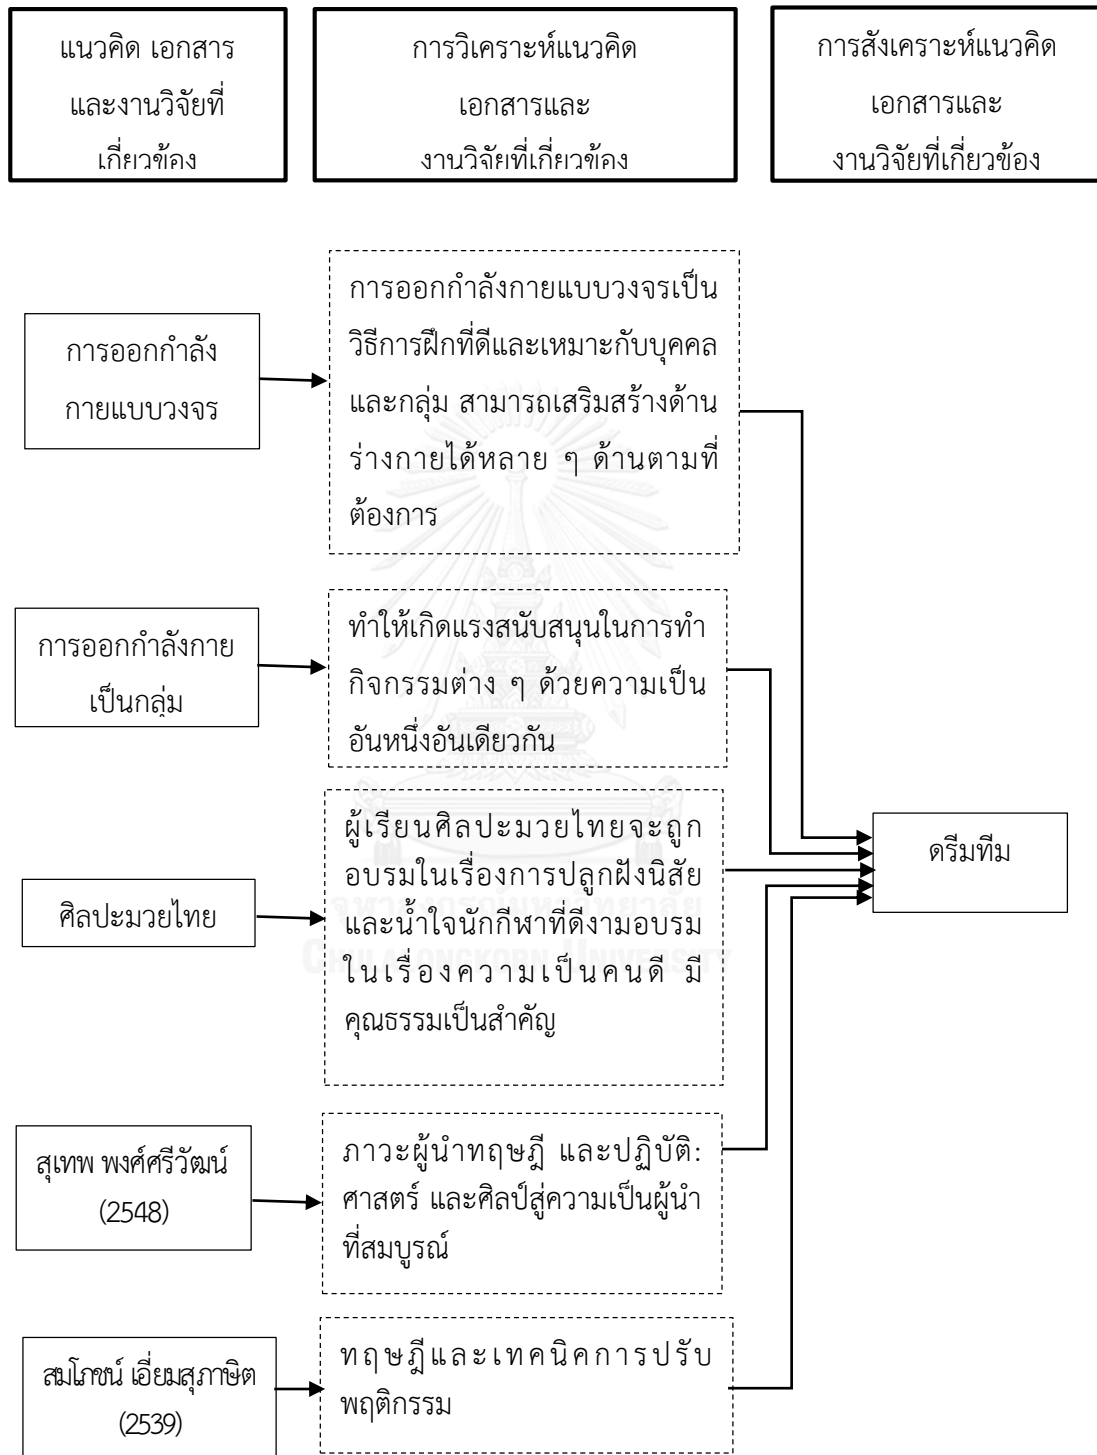 แนวคิด เอกสาร
และงานวิจัยที่
เกี่ยวข้อง
การวิเคราะห์แนวคิด
เอกสารและ
งานวิจัยที่เกี่ยวข้อง
การสังเคราะห์แนวคิด
เอกสารและ
งานวิจัยที่เกี่ยวข้อง
การออกกำลัง
กายแบบวงจร
การออกกำลังกายแบบวงจรเป็น
วิธีการฝึกที่ดีและเหมาะกับบุคคล
และกลุ่ม สามารถเสริมสร้างด้าน
ร่างกายได้หลาย ๆ ด้านตามที่
ต้องการ
การออกกำลังกาย
เป็นกลุ่ม
ทำให้เกิดแรงสนับสนุนในการทำ
กิจกรรมต่าง ๆ ด้วยความเป็น
อันหนึ่งอันเดียวกัน
ศิลปะมวยไทย
ผู้เรียนศิลปะมวยไทยจะถูก
อบรมในเรื่องการปลูกฝังนิสัย
และน้ำใจนักกีฬาที่ดีงามอบรม
ในเรื่องความเป็นคนดี มี
คุณธรรมเป็นสำคัญ
ดรีมทีม
สุเทพ พงศ์ศรีวัฒน์
(2548)
ภาวะผู้นำทฤษฎี และปฏิบัติ:
ศาสตร์ และศิลป์สู่ความเป็นผู้นำ
ที่สมบูรณ์
สมโภชน์ เอี่ยมสุภาษิต
(2539)
ทฤษฎีและเทคนิคการปรับ
พฤติกรรม
จุฬาลงกรณ์มหาวิทยาลัย
CHULALONGKORN UNIVERSITY